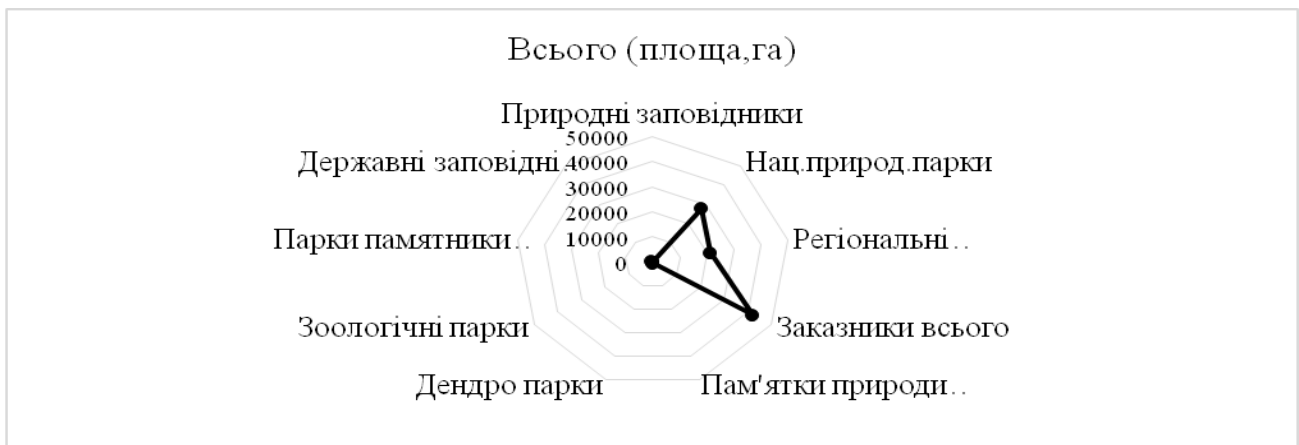 Всього (площа,га)
Природні заповідники
50000
Державні заповідні.
40000
Нац.природ.парки
30000
20000
Парки памятники..
10000
Регіональні..
0
Зоологічні парки
Заказники всього
Дендро парки
Пам'ятки природи..